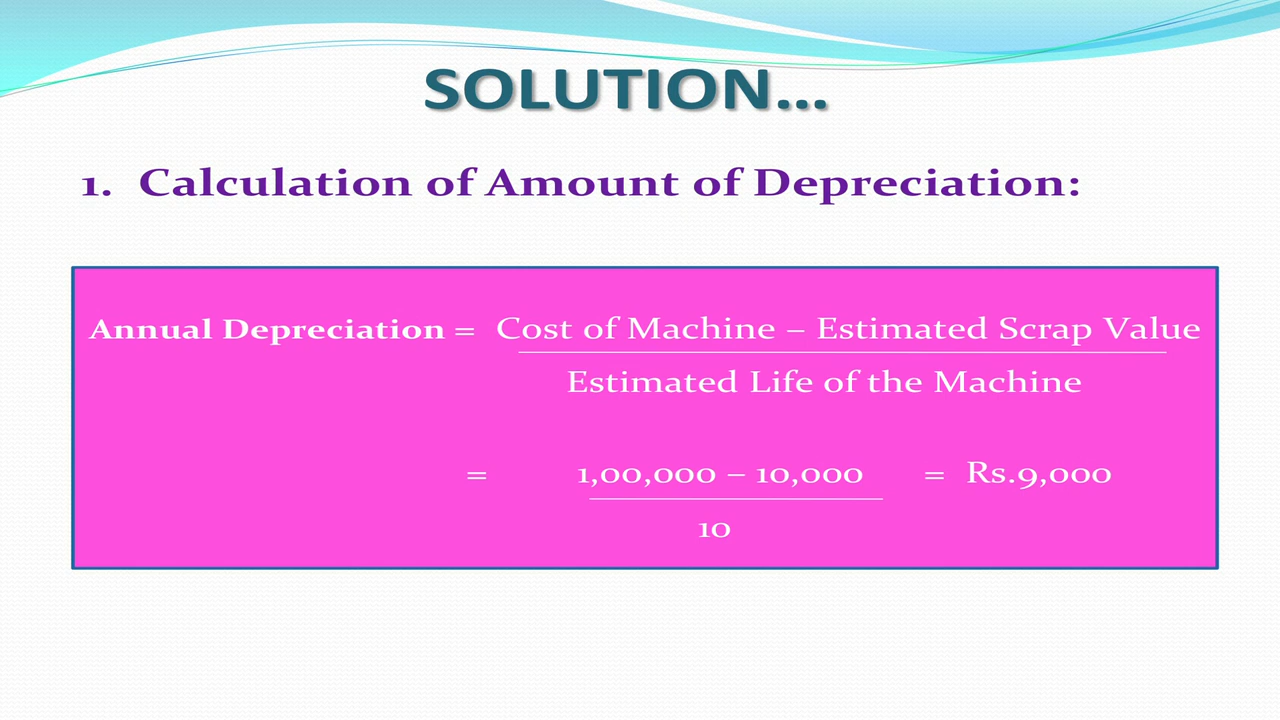 SOLUTION...
1. Calculation of Amount of Depreciation:
Annual Depreciation = Cost of Machine – Estimated Scrap Value
Estimated Life of the Machine
= 1,00,000 – 10,000 = Rs.9,000
10